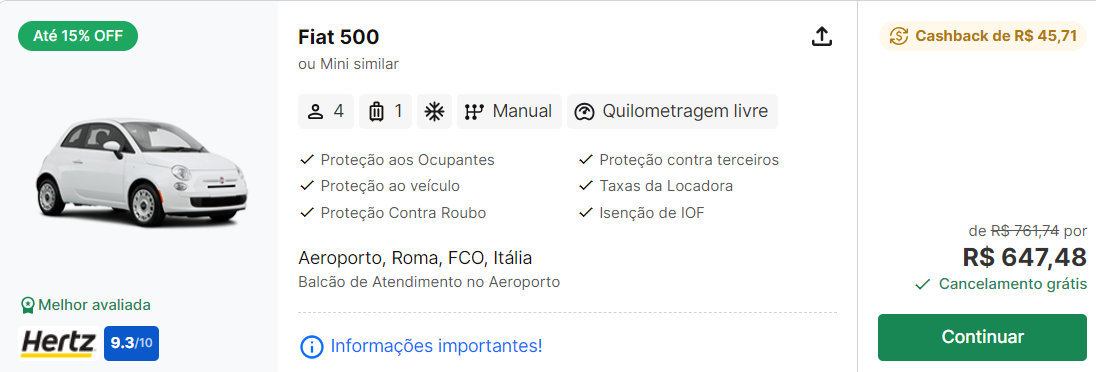 Até 15% OFF
Melhor avaliada
Hertz. 9.3/10
Fiat 500
ou Mini similar
4 1 Manual Quilometragem livre
Proteção aos Ocupantes
Proteção contra terceiros
Proteção ao veículo
Taxas da Locadora
Proteção Contra Roubo
Isenção de IOF
Aeroporto, Roma, FCO, Itália
Balcão de Atendimento no Aeroporto
Informações importantes!
Cashback de R$ 45,71
de R$ 761,74 por
R$ 647,48
Cancelamento grátis
Continuar